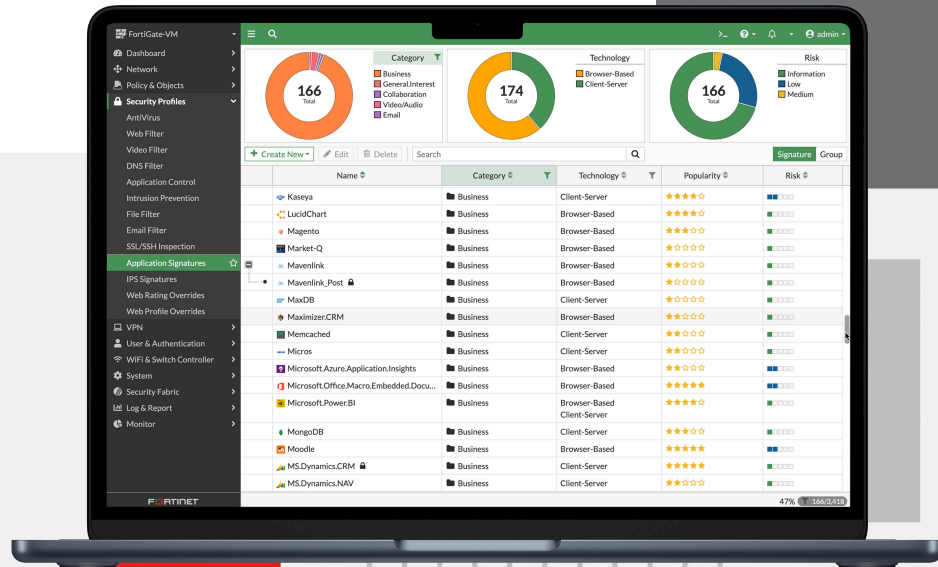 FortiGate-VM
Dashboard
Network
Policy & Objects
Security Profiles
AntiVirus
Web Filter
Video Filter
DNS Filter
Application Control
Intrusion Prevention
File Filter
Email Filter
SSL/SSH Inspection
Application Signatures
IPS Signatures
Web Rating Overrides
Web Profile Overrides
VPN
User & Authentication
WiFi & Switch Controller
System
Security Fabric
Log & Report
Monitor
FORTINET
>_ admin
166
Total
Category
Business
General.Interest
Collaboration
Video/Audio
Email
174
Total
Technology
Browser-Based
Client-Server
166
Total
Risk
Information
Low
Medium
+ Create New Edit Delete Search Signature Group
Name Category Technology Popularity Risk
Kaseya Business Client-Server
LucidChart Business Browser-Based
Magento Business Browser-Based
Market-Q Business Browser-Based
Mavenlink Business Browser-Based
Mavenlink_Post Business Browser-Based
MaxDB Business Client-Server
Maximizer.CRM Business Browser-Based
Memcached Business Client-Server
Micros Business Client-Server
Microsoft.Azure.Application.Insights Business Browser-Based
Microsoft.Office.Macro.Embedded.Docu... Business Browser-Based
Microsoft.Power.BI Business Browser-Based
Client-Server
MongoDB Business Client-Server
Moodle Business Browser-Based
MS.Dynamics.CRM Business Client-Server
MS.Dynamics.NAV Business Client-Server
47% 166/3,418